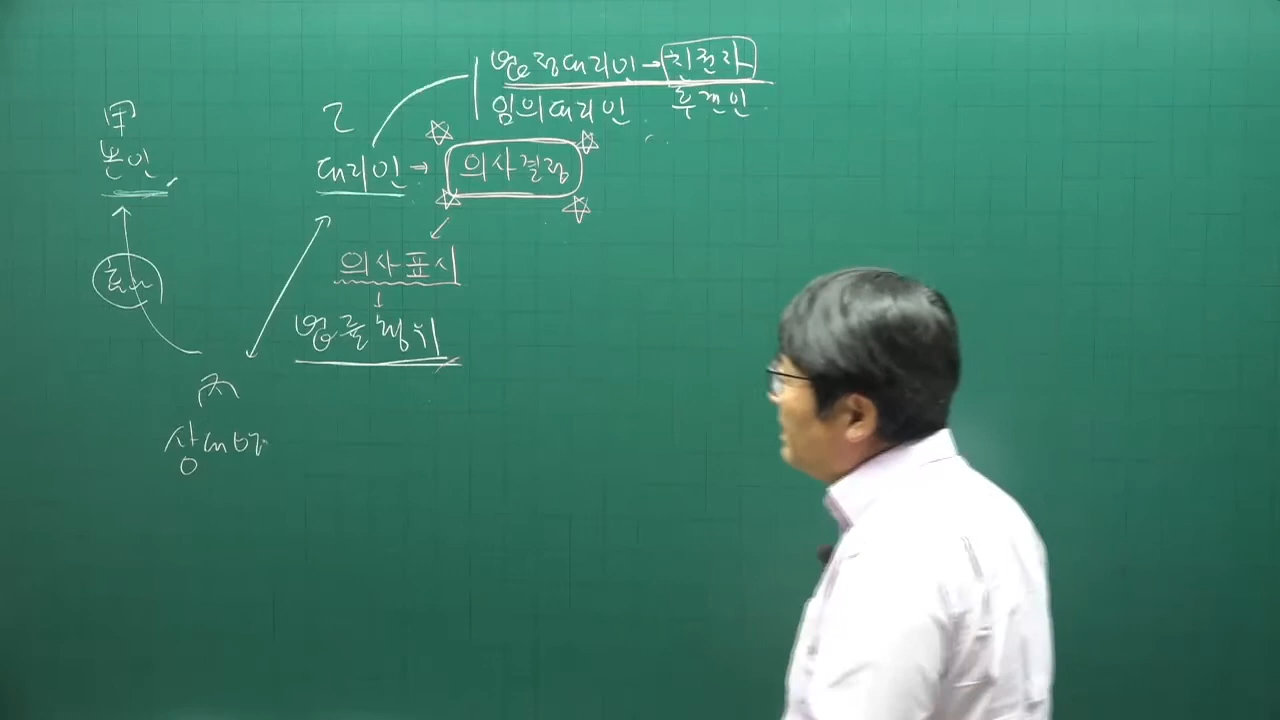 법정대리인→친권자
임의대리인 후견인
甲 乙
본인 대리인→의사결정
의사표시
효과
법률행위
丙
상대방